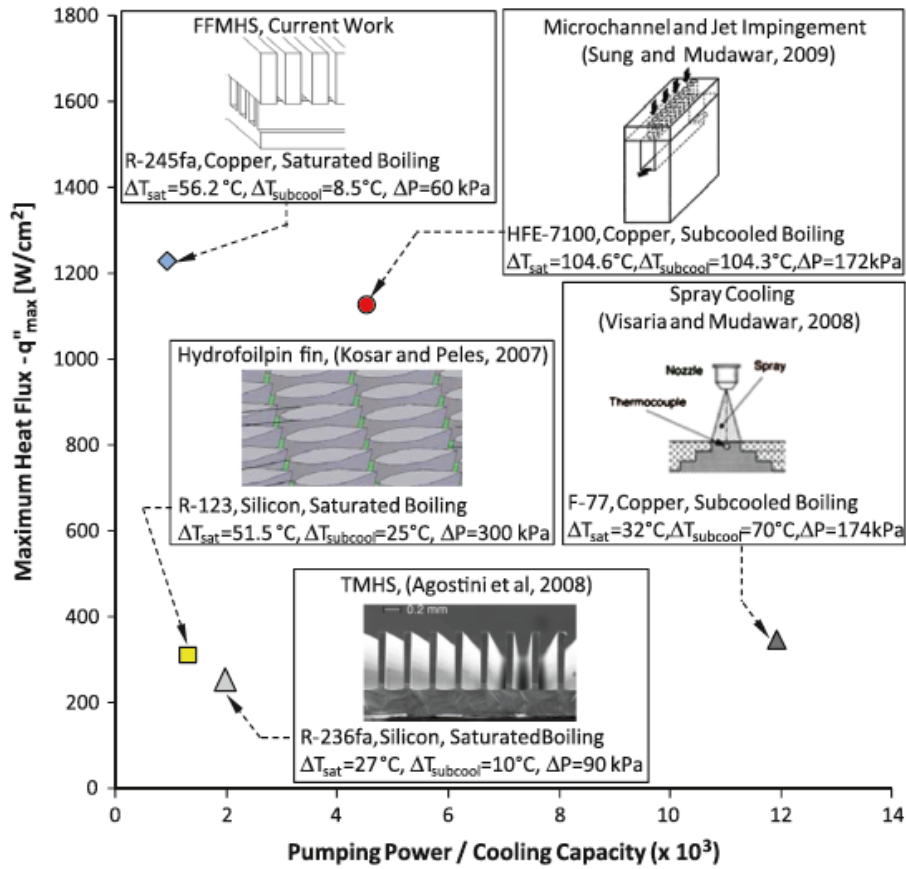 Maximum Heat Flux - q"max [W/cm²]
1800
1600
1400
1200
1000
800
600
400
200
0
FFMHS, Current Work
R-245fa, Copper, Saturated Boiling
ΔTsat=56.2 °C, ΔTsubcool=8.5°C, ΔP=60 kPa
Microchannel and Jet Impingement
(Sung and Mudawar, 2009)
HFE-7100, Copper, Subcooled Boiling
ΔTsat=104.6°C, ΔTsubcool=104.3°C, ΔP=172kPa
Hydrofoilpin fin, (Kosar and Peles, 2007)
R-123, Silicon, Saturated Boiling
ΔTsat=51.5 °C, ΔTsubcool=25°C, ΔP=300 kPa
Spray Cooling
(Visaria and Mudawar, 2008)
Nozzle
Spray
Thermocouple
F-77, Copper, Subcooled Boiling
ΔTsat=32°C, ΔTsubcool=70°C, ΔP=174kPa
TMHS, (Agostini et al, 2008)
0.2 mm
R-236fa, Silicon, Saturated Boiling
ΔTsat=27 °C, ΔTsubcool=10°C, ΔP=90 kPa
0 2 4 6 8 10 12 14
Pumping Power / Cooling Capacity (x 10³)